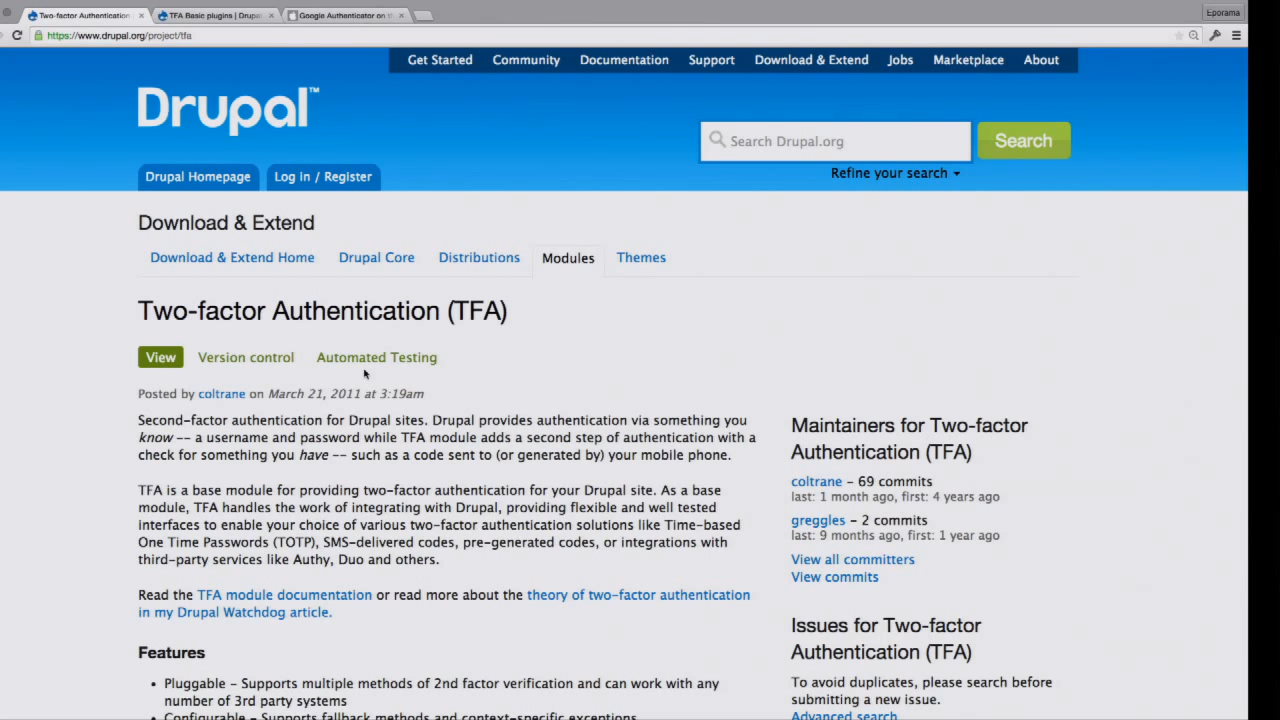 Two-factor Authentication
TFA Basic plugins | Drupal
Google Authenticator on th
Eporama
https://www.drupal.org/project/tfa
Get Started Community Documentation Support Download & Extend Jobs Marketplace About
Drupal™
Search Drupal.org
Search
Refine your search
Drupal Homepage Log in / Register
Download & Extend
Download & Extend Home Drupal Core Distributions Modules Themes
Two-factor Authentication (TFA)
View Version control Automated Testing
Posted by coltrane on March 21, 2011 at 3:19am
Second-factor authentication for Drupal sites. Drupal provides authentication via something you
know -- a username and password while TFA module adds a second step of authentication with a
check for something you have -- such as a code sent to (or generated by) your mobile phone.
TFA is a base module for providing two-factor authentication for your Drupal site. As a base
module, TFA handles the work of integrating with Drupal, providing flexible and well tested
interfaces to enable your choice of various two-factor authentication solutions like Time-based
One Time Passwords (TOTP), SMS-delivered codes, pre-generated codes, or integrations with
third-party services like Authy, Duo and others.
Read the TFA module documentation or read more about the theory of two-factor authentication
in my Drupal Watchdog article.
Features
• Pluggable - Supports multiple methods of 2nd factor verification and can work with any
number of 3rd party systems
• Configurable - Supports fallback methods and context-specific exceptions
Maintainers for Two-factor
Authentication (TFA)
coltrane - 69 commits
last: 1 month ago, first: 4 years ago
greggles - 2 commits
last: 9 months ago, first: 1 year ago
View all committers
View commits
Issues for Two-factor
Authentication (TFA)
To avoid duplicates, please search before
submitting a new issue.
Advanced search